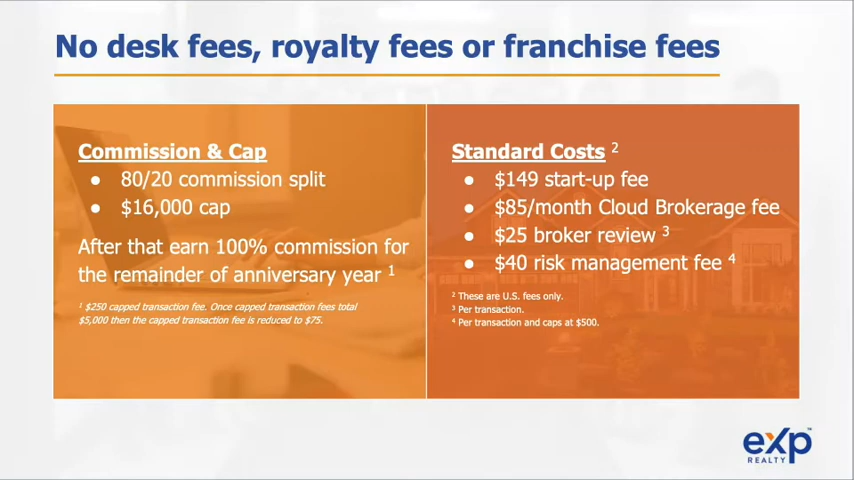 No desk fees, royalty fees or franchise fees
Commission & Cap
● 80/20 commission split
● $16,000 cap
After that earn 100% commission for
the remainder of anniversary year ¹
¹ $250 capped transaction fee. Once capped transaction fees total
$5,000 then the capped transaction fee is reduced to $75.
Standard Costs ²
● $149 start-up fee
● $85/month Cloud Brokerage fee
● $25 broker review ³
● $40 risk management fee ⁴
² These are U.S. fees only.
³ Per transaction.
⁴ Per transaction and caps at $500.
exp™
REALTY